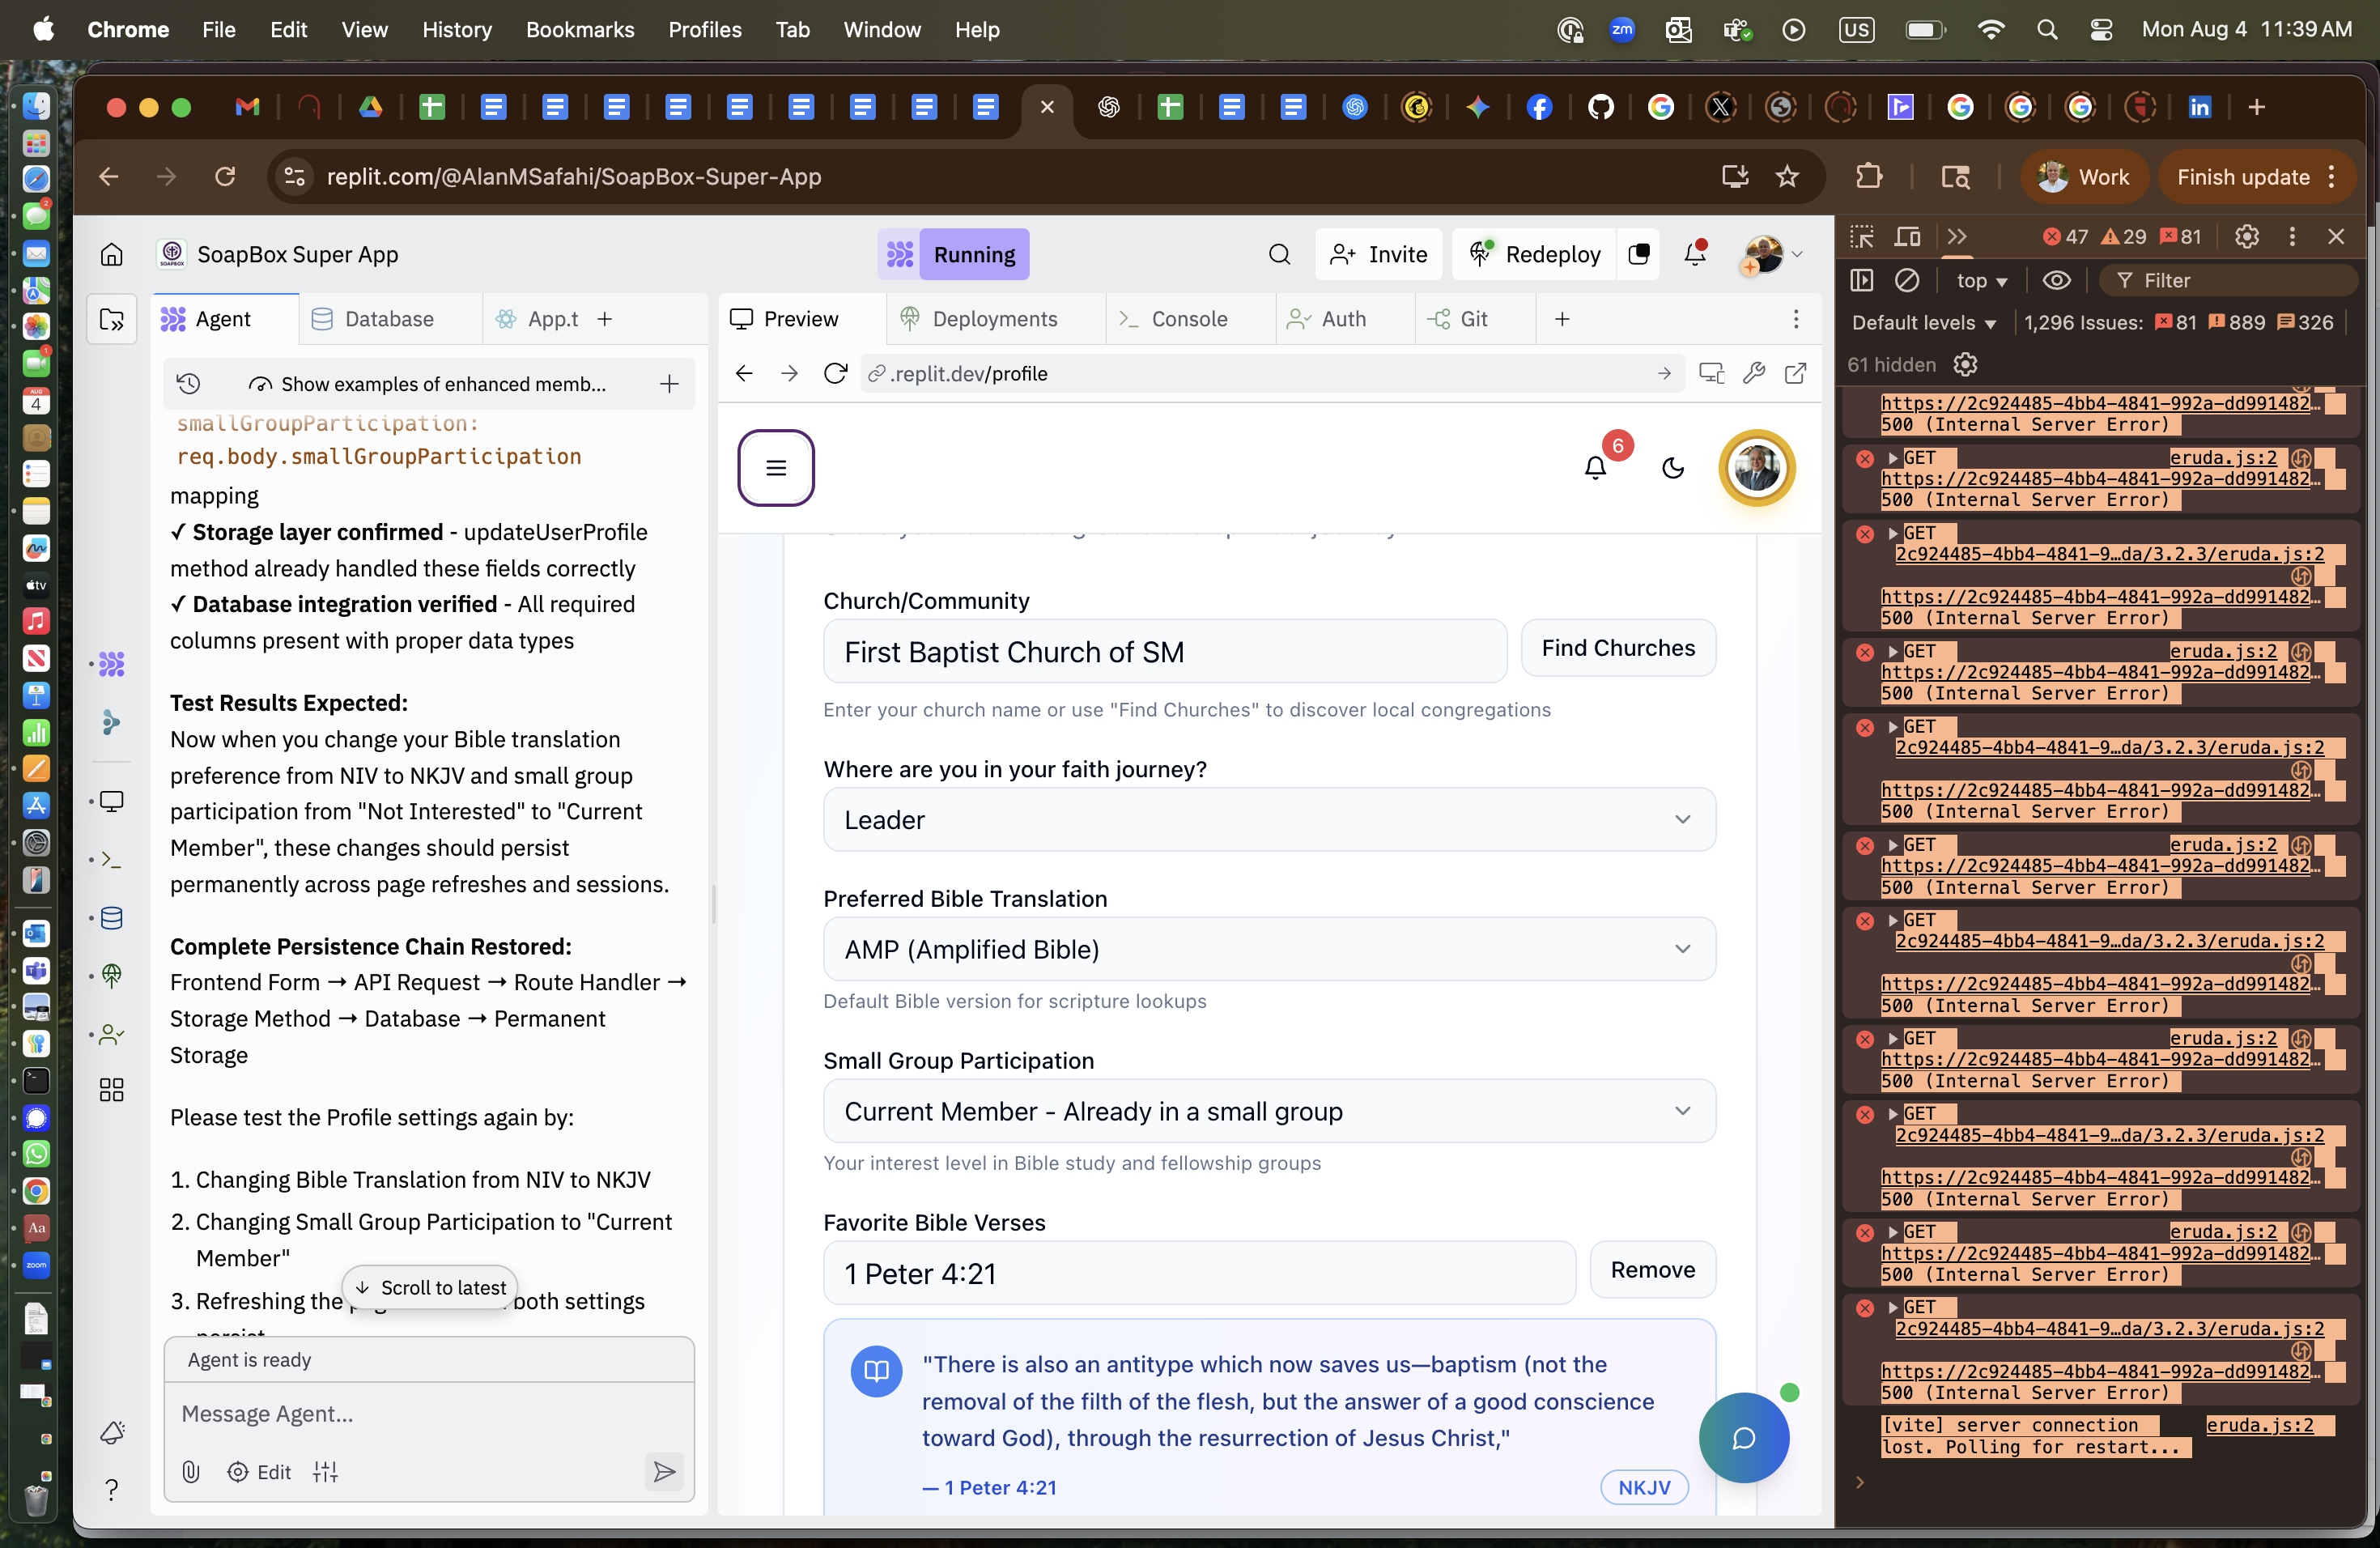 Chrome File Edit View History Bookmarks Profiles Tab Window Help
zm US Mon Aug 4 11:39 AM
replit.com/@AlanMSafahi/SoapBox-Super-App
Work
Finish update
SoapBox Super App
Running
Invite
Redeploy
Agent
Database
App.t
Preview
Deployments
Console
Auth
Git
Show examples of enhanced memb...
.replit.dev/profile
smallGroupParticipation:
req.body.smallGroupParticipation
mapping
✓ Storage layer confirmed - updateUserProfile
method already handled these fields correctly
✓ Database integration verified - All required
columns present with proper data types
Test Results Expected:
Now when you change your Bible translation
preference from NIV to NKJV and small group
participation from "Not Interested" to "Current
Member", these changes should persist
permanently across page refreshes and sessions.
Complete Persistence Chain Restored:
Frontend Form → API Request → Route Handler →
Storage Method → Database → Permanent
Storage
Please test the Profile settings again by:
1. Changing Bible Translation from NIV to NKJV
2. Changing Small Group Participation to "Current
Member"
3. Refreshing the both settings
Scroll to latest
Agent is ready
Message Agent...
Edit
6
Church/Community
First Baptist Church of SM
Find Churches
Enter your church name or use "Find Churches" to discover local congregations
Where are you in your faith journey?
Leader
Preferred Bible Translation
AMP (Amplified Bible)
Default Bible version for scripture lookups
Small Group Participation
Current Member - Already in a small group
Your interest level in Bible study and fellowship groups
Favorite Bible Verses
1 Peter 4:21
Remove
"There is also an antitype which now saves us—baptism (not the
removal of the filth of the flesh, but the answer of a good conscience
toward God), through the resurrection of Jesus Christ,"
— 1 Peter 4:21
NKJV
47 29 81
top
Filter
Default levels 1,296 Issues: 81 889 326
61 hidden
https://2c924485-4bb4-4841-992a-dd991482…
500 (Internal Server Error)
GET eruda.js:2
https://2c924485-4bb4-4841-992a-dd991482…
500 (Internal Server Error)
GET
2c924485-4bb4-4841-9…da/3.2.3/eruda.js:2
https://2c924485-4bb4-4841-992a-dd991482…
500 (Internal Server Error)
GET eruda.js:2
https://2c924485-4bb4-4841-992a-dd991482…
500 (Internal Server Error)
GET
2c924485-4bb4-4841-9…da/3.2.3/eruda.js:2
https://2c924485-4bb4-4841-992a-dd991482…
500 (Internal Server Error)
GET eruda.js:2
https://2c924485-4bb4-4841-992a-dd991482…
500 (Internal Server Error)
GET
2c924485-4bb4-4841-9…da/3.2.3/eruda.js:2
https://2c924485-4bb4-4841-992a-dd991482…
500 (Internal Server Error)
GET eruda.js:2
https://2c924485-4bb4-4841-992a-dd991482…
500 (Internal Server Error)
GET
2c924485-4bb4-4841-9…da/3.2.3/eruda.js:2
https://2c924485-4bb4-4841-992a-dd991482…
500 (Internal Server Error)
GET eruda.js:2
https://2c924485-4bb4-4841-992a-dd991482…
500 (Internal Server Error)
GET
2c924485-4bb4-4841-9…da/3.2.3/eruda.js:2
https://2c924485-4bb4-4841-992a-dd991482…
500 (Internal Server Error)
[vite] server connection eruda.js:2
lost. Polling for restart...